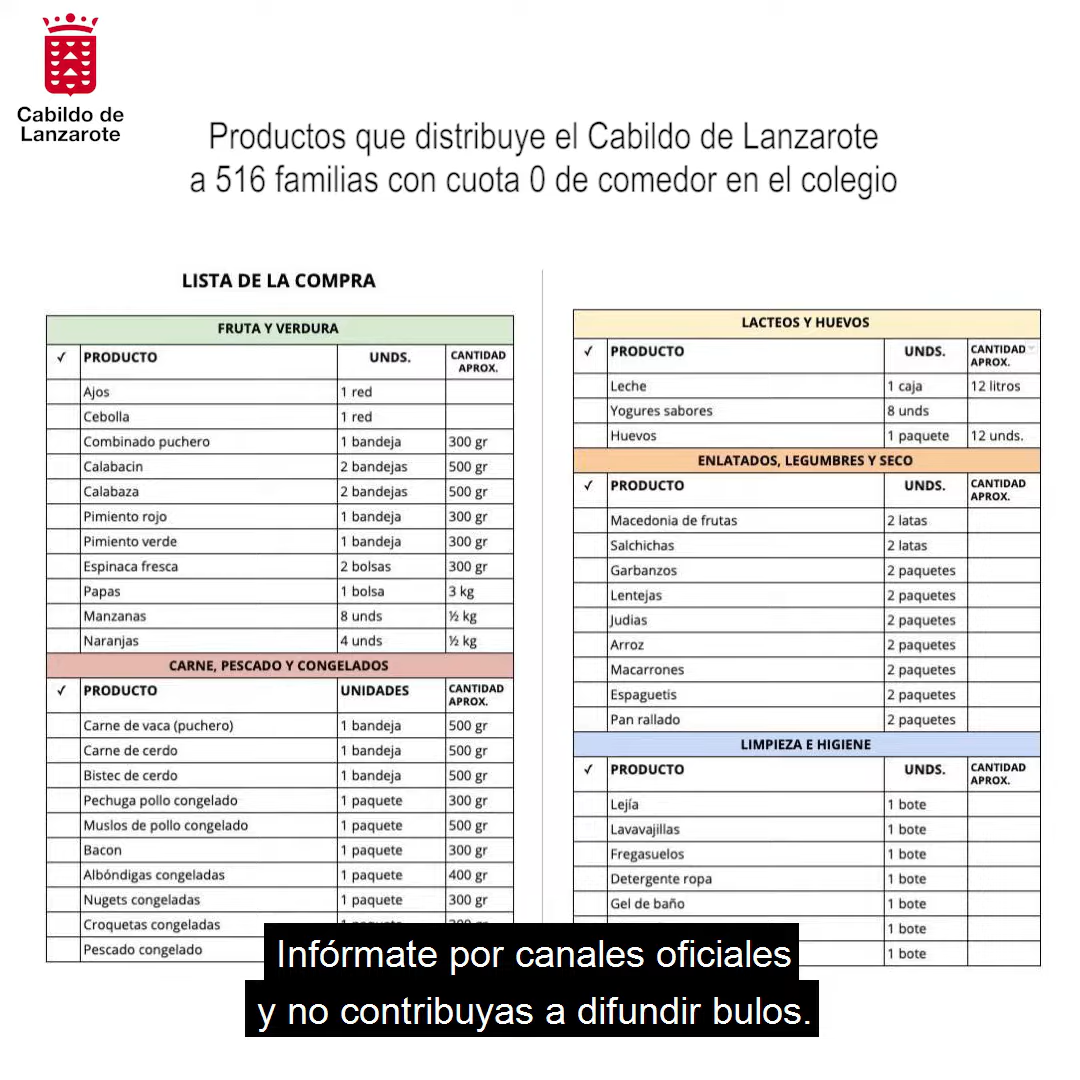 Cabildo de
Lanzarote
Productos que distribuye el Cabildo de Lanzarote
a 516 familias con cuota 0 de comedor en el colegio
LISTA DE LA COMPRA
FRUTA Y VERDURA
✓ PRODUCTO UNDS. CANTIDAD APROX.
Ajos 1 red
Cebolla 1 red
Combinado puchero 1 bandeja 300 gr
Calabacin 2 bandejas 500 gr
Calabaza 2 bandejas 500 gr
Pimiento rojo 1 bandeja 300 gr
Pimiento verde 1 bandeja 300 gr
Espinaca fresca 2 bolsas 300 gr
Papas 1 bolsa 3 kg
Manzanas 8 unds ½ kg
Naranjas 4 unds ½ kg
CARNE, PESCADO Y CONGELADOS
✓ PRODUCTO UNIDADES CANTIDAD APROX.
Carne de vaca (puchero) 1 bandeja 500 gr
Carne de cerdo 1 bandeja 500 gr
Bistec de cerdo 1 bandeja 500 gr
Pechuga pollo congelado 1 paquete 300 gr
Muslos de pollo congelado 1 paquete 500 gr
Bacon 1 paquete 300 gr
Albóndigas congeladas 1 paquete 400 gr
Nugets congeladas 1 paquete 300 gr
Croquetas congeladas
Pescado congelado
LACTEOS Y HUEVOS
✓ PRODUCTO UNDS. CANTIDAD APROX.
Leche 1 caja 12 litros
Yogures sabores 8 unds
Huevos 1 paquete 12 unds.
ENLATADOS, LEGUMBRES Y SECO
✓ PRODUCTO UNDS. CANTIDAD APROX.
Macedonia de frutas 2 latas
Salchichas 2 latas
Garbanzos 2 paquetes
Lentejas 2 paquetes
Judias 2 paquetes
Arroz 2 paquetes
Macarrones 2 paquetes
Espaguetis 2 paquetes
Pan rallado 2 paquetes
LIMPIEZA E HIGIENE
✓ PRODUCTO UNDS. CANTIDAD APROX.
Lejía 1 bote
Lavavajillas 1 bote
Fregasuelos 1 bote
Detergente ropa 1 bote
Gel de baño 1 bote
1 bote
1 bote
Infórmate por canales oficiales
y no contribuyas a difundir bulos.